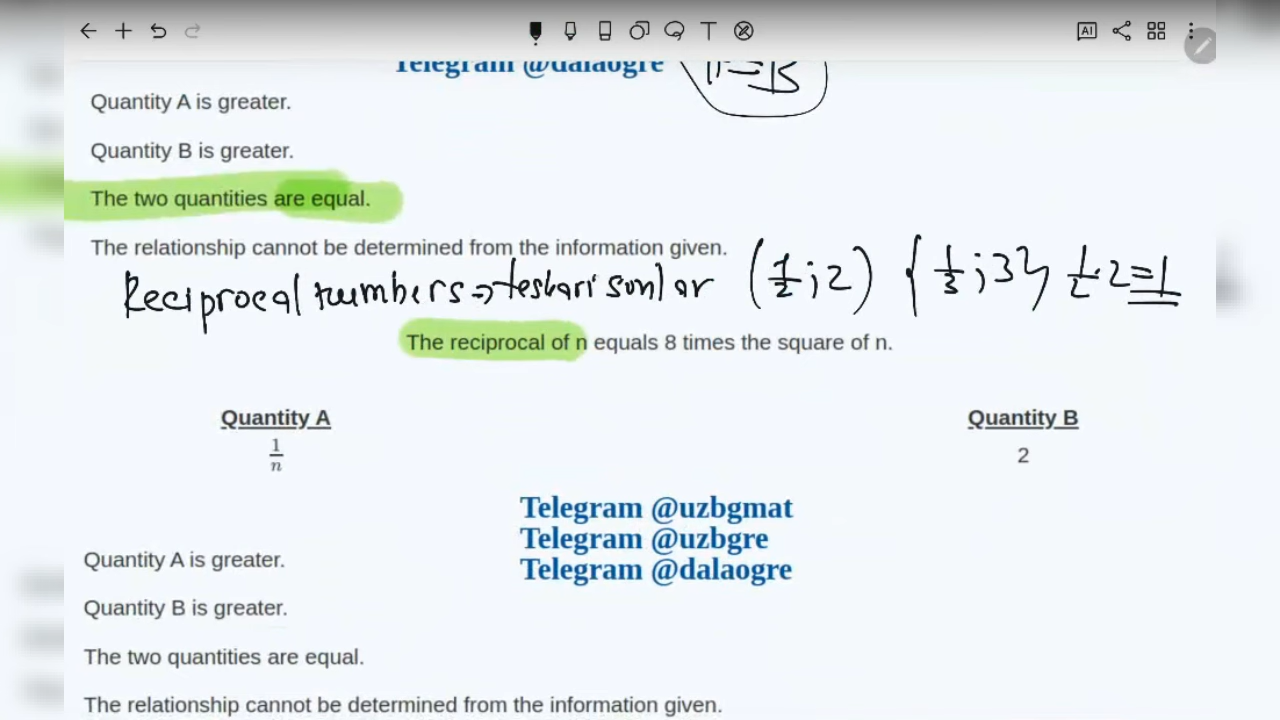 Telegram @dalaogre
Quantity A is greater.
Quantity B is greater.
The two quantities are equal.
The relationship cannot be determined from the information given.
Reciprocal numbers => teskari sonlar (1/2 ; 2) {1/3 ; 3} 1/2 · 2 = 1
The reciprocal of n equals 8 times the square of n.
Quantity A Quantity B
1/n 2
Telegram @uzbgmat
Telegram @uzbgre
Telegram @dalaogre
Quantity A is greater.
Quantity B is greater.
The two quantities are equal.
The relationship cannot be determined from the information given.